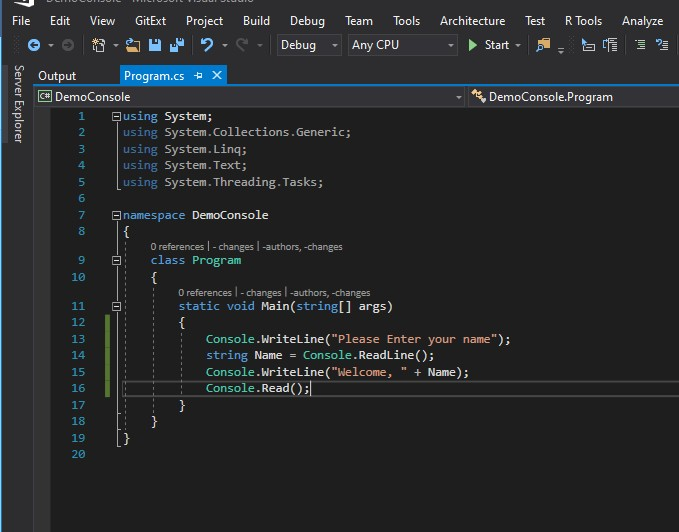 DemoConsole - Microsoft Visual Studio
File Edit View GitExt Project Build Debug Team Tools Architecture Test R Tools Analyze
Debug Any CPU Start
Server Explorer
Output Program.cs
C# DemoConsole DemoConsole.Program
1 using System;
2 using System.Collections.Generic;
3 using System.Linq;
4 using System.Text;
5 using System.Threading.Tasks;
6
7 namespace DemoConsole
8 {
0 references | - changes | -authors, -changes
9 class Program
10 {
0 references | - changes | -authors, -changes
11 static void Main(string[] args)
12 {
13 Console.WriteLine("Please Enter your name");
14 string Name = Console.ReadLine();
15 Console.WriteLine("Welcome, " + Name);
16 Console.Read();
17 }
18 }
19 }
20